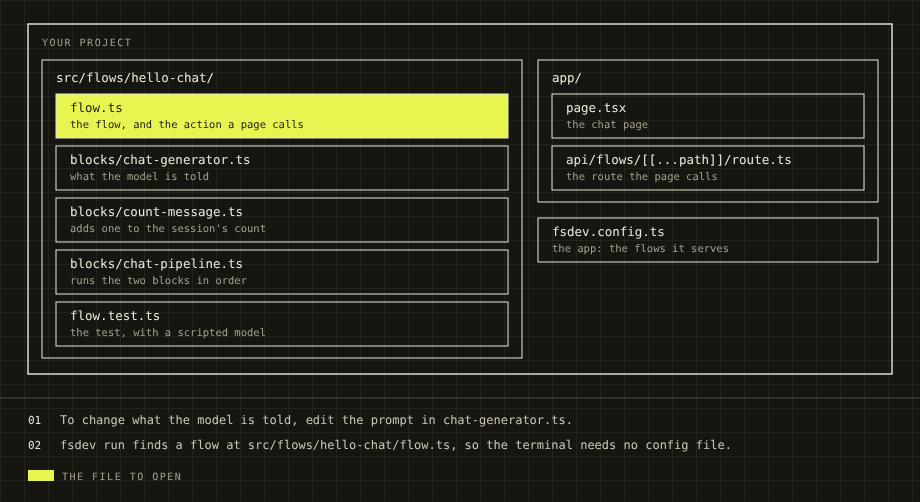 YOUR PROJECT
src/flows/hello-chat/
flow.ts
the flow, and the action a page calls
blocks/chat-generator.ts
what the model is told
blocks/count-message.ts
adds one to the session's count
blocks/chat-pipeline.ts
runs the two blocks in order
flow.test.ts
the test, with a scripted model
app/
page.tsx
the chat page
api/flows/[[...path]]/route.ts
the route the page calls
fsdev.config.ts
the app: the flows it serves
01 To change what the model is told, edit the prompt in chat-generator.ts.
02 fsdev run finds a flow at src/flows/hello-chat/flow.ts, so the terminal needs no config file.
THE FILE TO OPEN